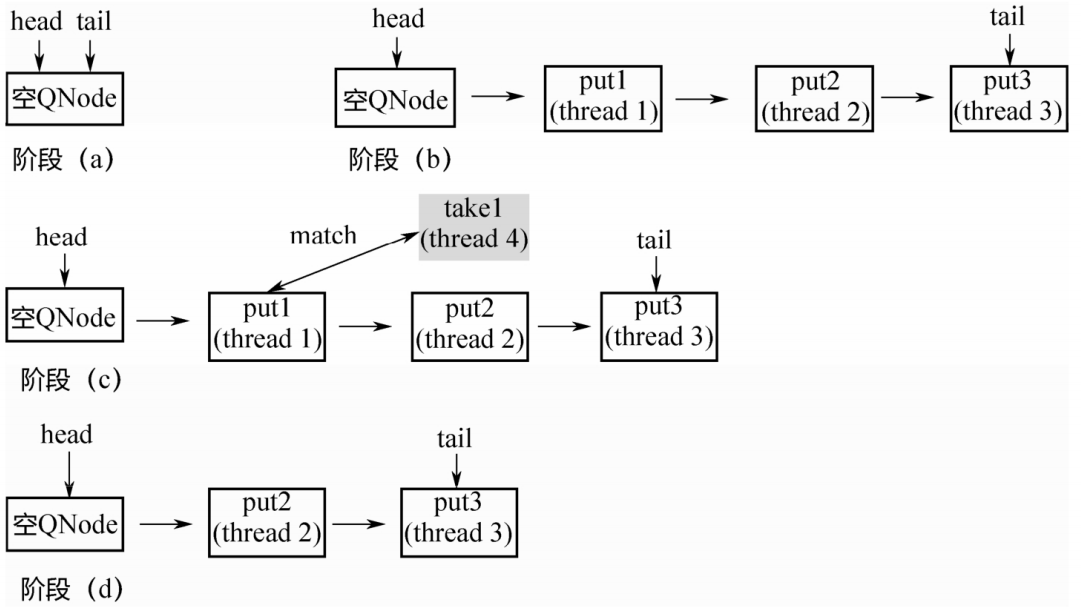 head tail
空QNode
阶段（a）
head
tail
空QNode
put1
(thread 1)
put2
(thread 2)
put3
(thread 3)
阶段（b）
head
match
take1
(thread 4)
tail
空QNode
put1
(thread 1)
put2
(thread 2)
put3
(thread 3)
阶段（c）
head
tail
空QNode
put2
(thread 2)
put3
(thread 3)
阶段（d）